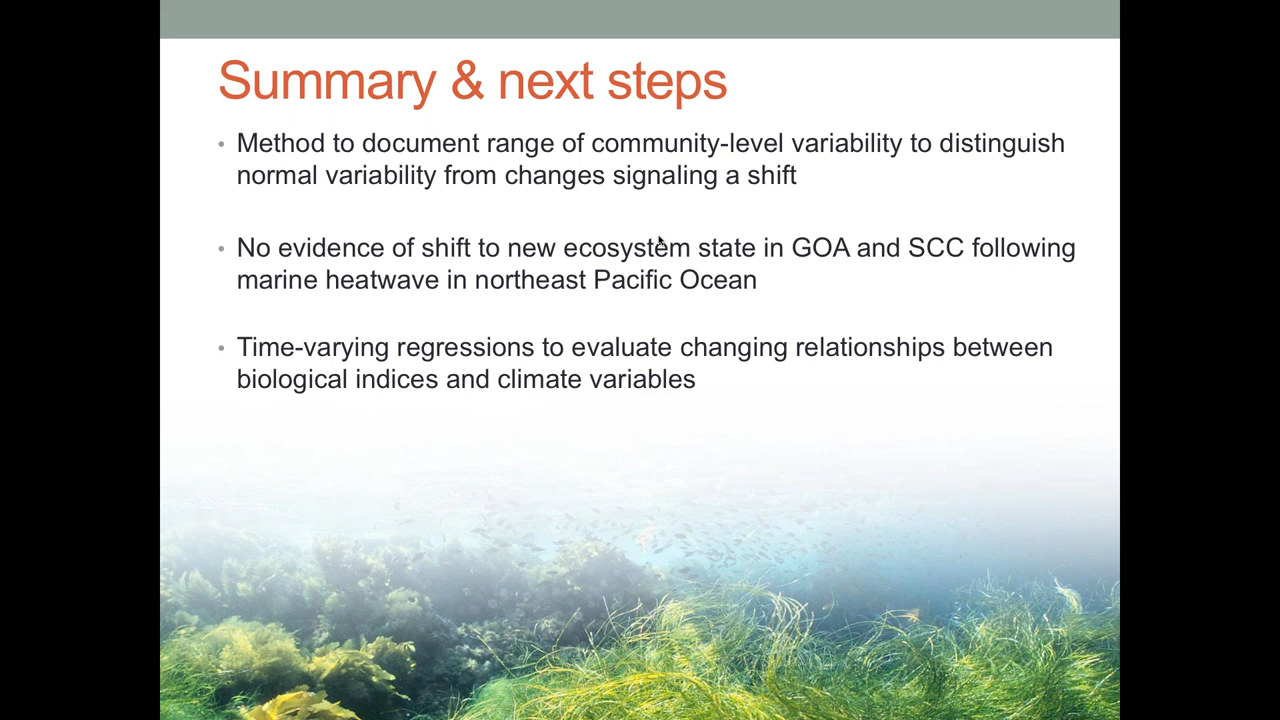 Summary & next steps
• Method to document range of community-level variability to distinguish
normal variability from changes signaling a shift
• No evidence of shift to new ecosystem state in GOA and SCC following
marine heatwave in northeast Pacific Ocean
• Time-varying regressions to evaluate changing relationships between
biological indices and climate variables